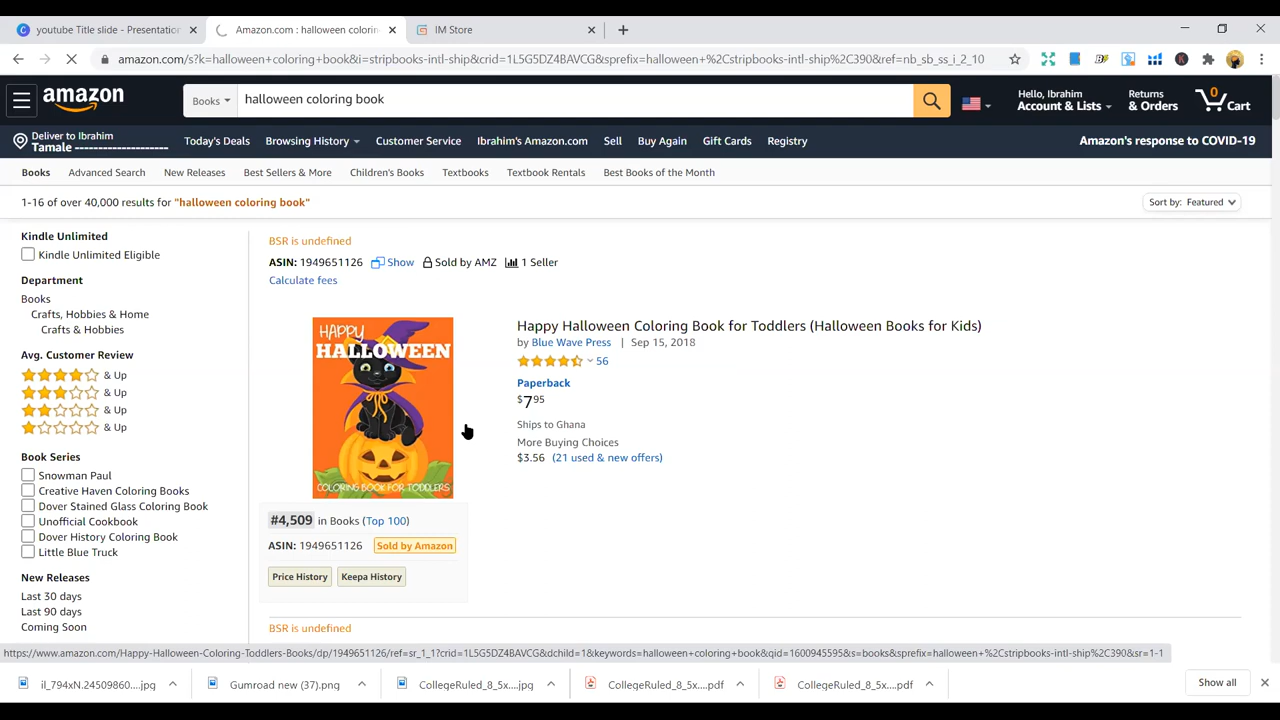 youtube Title slide - Presentation
Amazon.com : halloween colorin
IM Store
amazon.com/s?k=halloween+coloring+book&i=stripbooks-intl-ship&crid=1L5G5DZ4BAVCG&sprefix=halloween+%2Cstripbooks-intl-ship%2C390&ref=nb_sb_ss_i_2_10
amazon
Books
halloween coloring book
Hello, Ibrahim
Account & Lists
Returns
& Orders
0
Cart
Deliver to Ibrahim
Tamale --------------------
Today's Deals
Browsing History
Customer Service
Ibrahim's Amazon.com
Sell
Buy Again
Gift Cards
Registry
Amazon's response to COVID-19
Books
Advanced Search
New Releases
Best Sellers & More
Children's Books
Textbooks
Textbook Rentals
Best Books of the Month
1-16 of over 40,000 results for "halloween coloring book"
Sort by: Featured
Kindle Unlimited
Kindle Unlimited Eligible
Department
Books
Crafts, Hobbies & Home
Crafts & Hobbies
Avg. Customer Review
& Up
& Up
& Up
& Up
Book Series
Snowman Paul
Creative Haven Coloring Books
Dover Stained Glass Coloring Book
Unofficial Cookbook
Dover History Coloring Book
Little Blue Truck
New Releases
Last 30 days
Last 90 days
Coming Soon
BSR is undefined
ASIN: 1949651126 Show Sold by AMZ 1 Seller
Calculate fees
HAPPY
HALLOWEEN
COLORING BOOK FOR TODDLERS
Happy Halloween Coloring Book for Toddlers (Halloween Books for Kids)
by Blue Wave Press | Sep 15, 2018
56
Paperback
$7.95
Ships to Ghana
More Buying Choices
$3.56 (21 used & new offers)
#4,509 in Books (Top 100)
ASIN: 1949651126 Sold by Amazon
Price History
Keepa History
BSR is undefined
https://www.amazon.com/Happy-Halloween-Coloring-Toddlers-Books/dp/1949651126/ref=sr_1_1?crid=1L5G5DZ4BAVCG&dchild=1&keywords=halloween+coloring+book&qid=1600945595&s=books&sprefix=halloween+%2Cstripbooks-intl-ship%2C390&sr=1-1
il_794xN.24509860....jpg
Gumroad new (37).png
CollegeRuled_8_5x....jpg
CollegeRuled_8_5x....pdf
CollegeRuled_8_5x....pdf
Show all